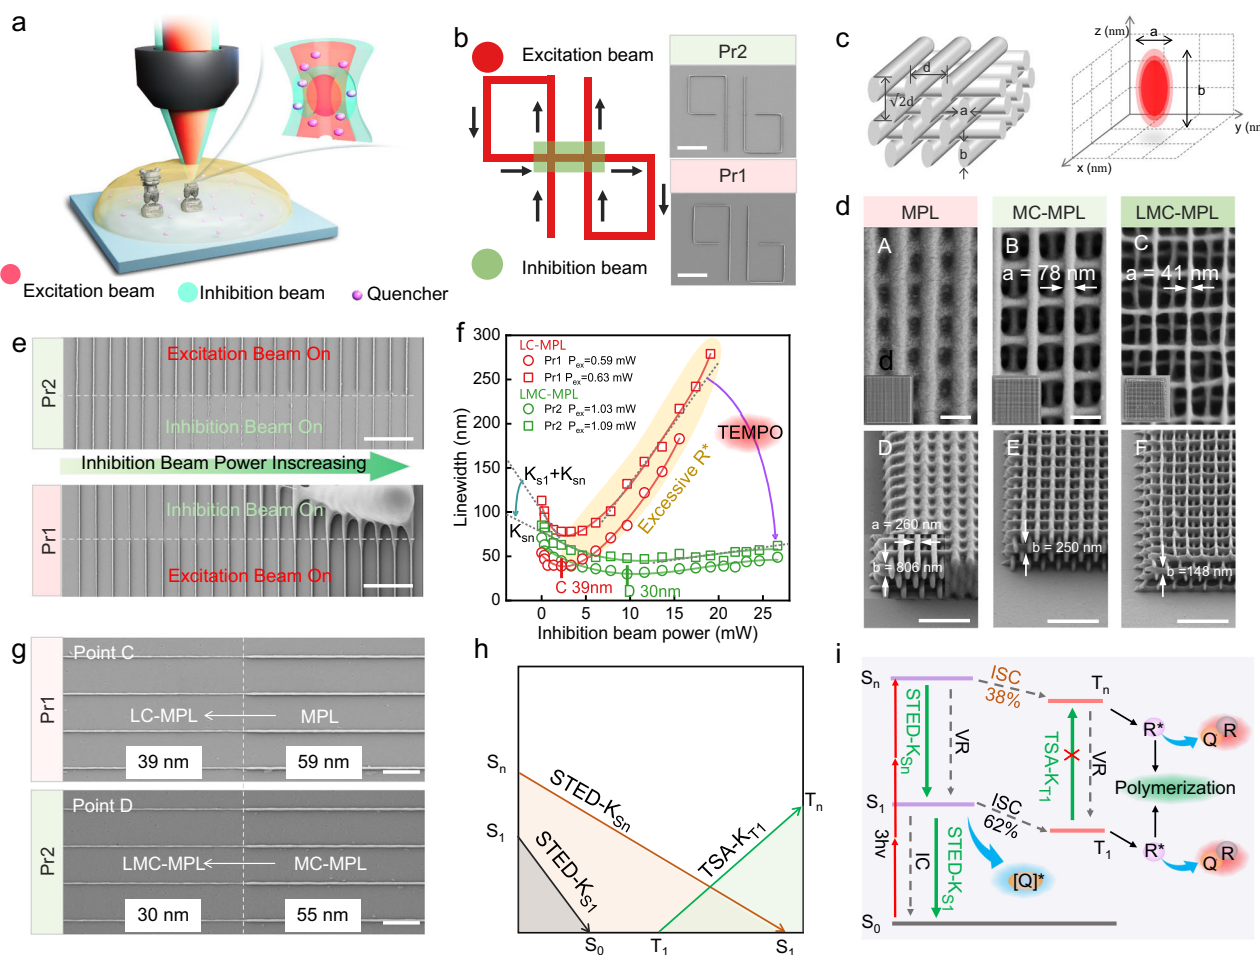 a
Excitation beam
Inhibition beam
Quencher
b
Excitation beam
Inhibition beam
Pr2
Pr1
c
d
√2d
a
b
z (nm)
a
b
y (nm
x (nm)
d
MPL
MC-MPL
LMC-MPL
A
B
C
a = 78 nm
a = 41 nm
d
D
E
F
a = 260 nm
b = 806 nm
b = 250 nm
b =148 nm
e
Pr2
Excitation Beam On
Inhibition Beam On
Inhibition Beam Power Inscreasing
Pr1
Inhibition Beam On
Excitation Beam On
f
Linewidth (nm)
300
250
200
150
100
50
0
0
5
10
15
20
25
Inhibition beam power (mW)
LC-MPL
Pr1 Pex=0.59 mW
Pr1 Pex=0.63 mW
LMC-MPL
Pr2 Pex=1.03 mW
Pr2 Pex=1.09 mW
TEMPO
Excessive R*
Ks1+Ksn
Ksn
C 39nm
D 30nm
g
Pr1
Point C
LC-MPL
MPL
39 nm
59 nm
Pr2
Point D
LMC-MPL
MC-MPL
30 nm
55 nm
h
Sn
S1
STED-KSn
STED-KS1
TSA-KT1
Tn
S0
T1
S1
i
Sn
S1
S0
3hν
STED-KSn
VR
ISC
38%
Tn
TSA-KT1
VR
R*
Q
R
Polymerization
ISC
62%
T1
R*
Q
R
IC
STED-KS1
[Q]*